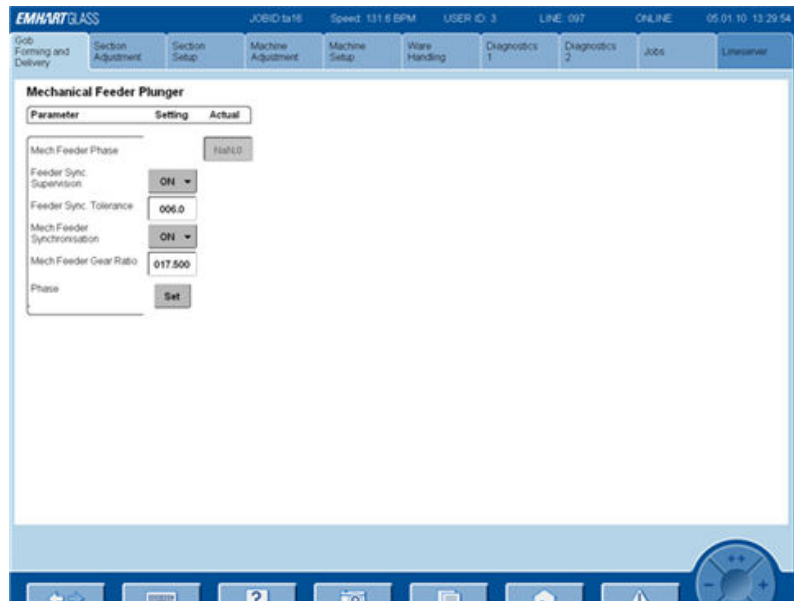 EMHARTGLASS JOBID:ta16 Speed: 131.6 BPM USER ID: 3 LINE: 097 ONLINE 05.01.10 13:29:54
Gob Forming and Delivery
Section Adjustment
Section Setup
Machine Adjustment
Machine Setup
Ware Handling
Diagnostics 1
Diagnostics 2
Jobs
Lineserver
Mechanical Feeder Plunger
Parameter Setting Actual
Mech Feeder Phase NaN.0
Feeder Sync.
Supervision ON
Feeder Sync. Tolerance 006.0
Mech Feeder
Synchronisation ON
Mech Feeder Gear Ratio 017.500
Phase Set
++
- +
?